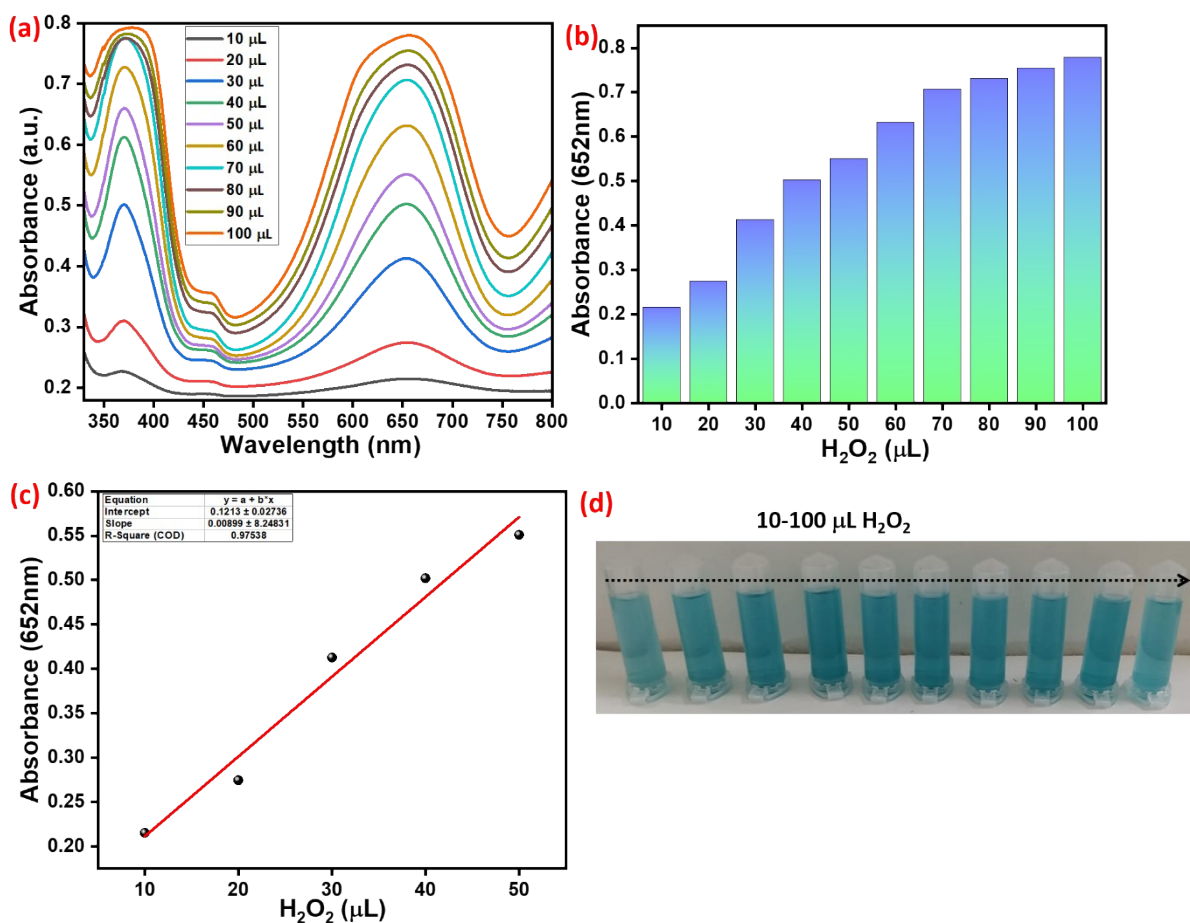 (a)
0.8
0.7
0.6
0.5
0.4
0.3
0.2
Absorbance (a.u.)
10 μL
20 μL
30 μL
40 μL
50 μL
60 μL
70 μL
80 μL
90 μL
100 μL
350 400 450 500 550 600 650 700 750 800
Wavelength (nm)
(b)
0.8
0.7
0.6
0.5
0.4
0.3
0.2
0.1
0.0
Absorbance (652nm)
10 20 30 40 50 60 70 80 90 100
H₂O₂ (μL)
(c)
0.60
0.55
0.50
0.45
0.40
0.35
0.30
0.25
0.20
Absorbance (652nm)
Equation y = a + b*x
Intercept 0.1213 ± 0.02736
Slope 0.00899 ± 8.24831
R-Square (COD) 0.97538
10 20 30 40 50
H₂O₂ (μL)
(d)
10-100 μL H₂O₂